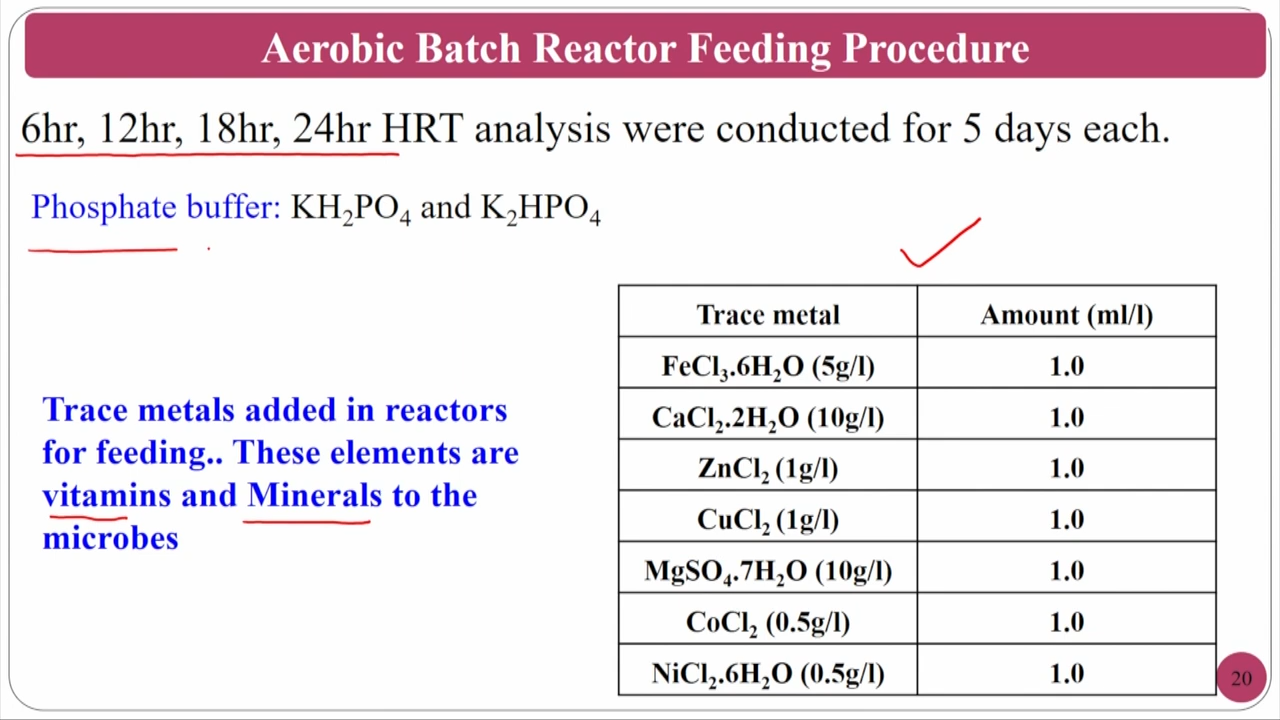 Aerobic Batch Reactor Feeding Procedure
6hr, 12hr, 18hr, 24hr HRT analysis were conducted for 5 days each.
Phosphate buffer: KH₂PO₄ and K₂HPO₄
Trace metals added in reactors
for feeding.. These elements are
vitamins and Minerals to the
microbes
Trace metal Amount (ml/l)
FeCl₃.6H₂O (5g/l) 1.0
CaCl₂.2H₂O (10g/l) 1.0
ZnCl₂ (1g/l) 1.0
CuCl₂ (1g/l) 1.0
MgSO₄.7H₂O (10g/l) 1.0
CoCl₂ (0.5g/l) 1.0
NiCl₂.6H₂O (0.5g/l) 1.0
20